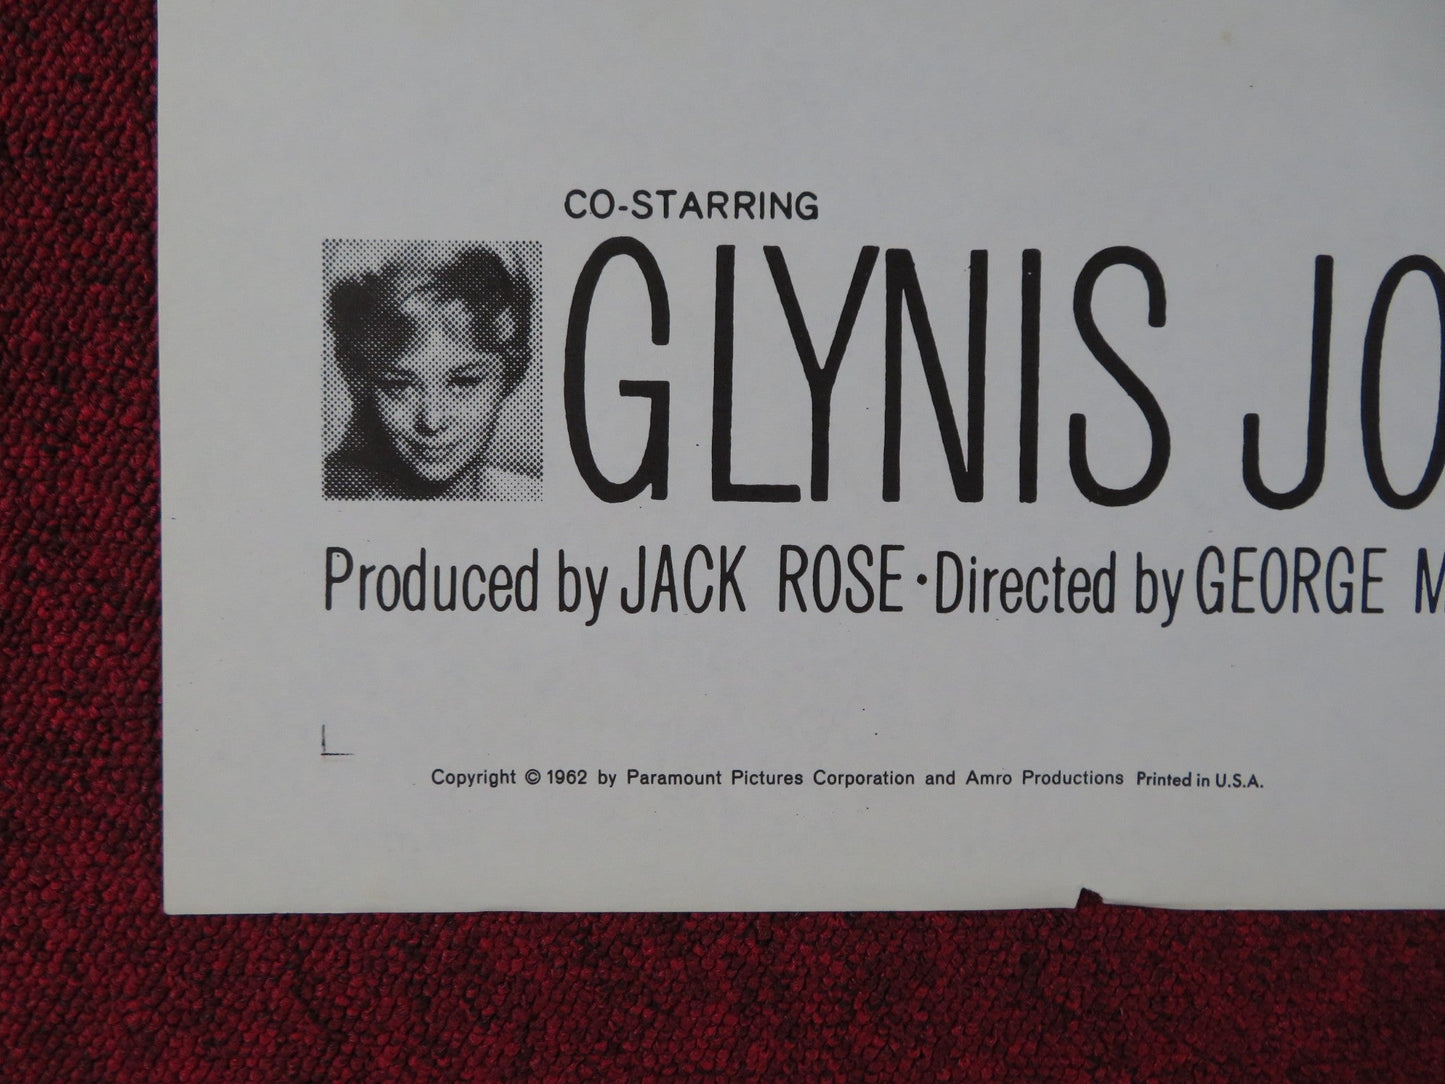 CO-STARRING
GLYNIS JO
Produced by JACK ROSE · Directed by GEORGE M
Copyright © 1962 by Paramount Pictures Corporation and Amro Productions Printed in U.S.A.